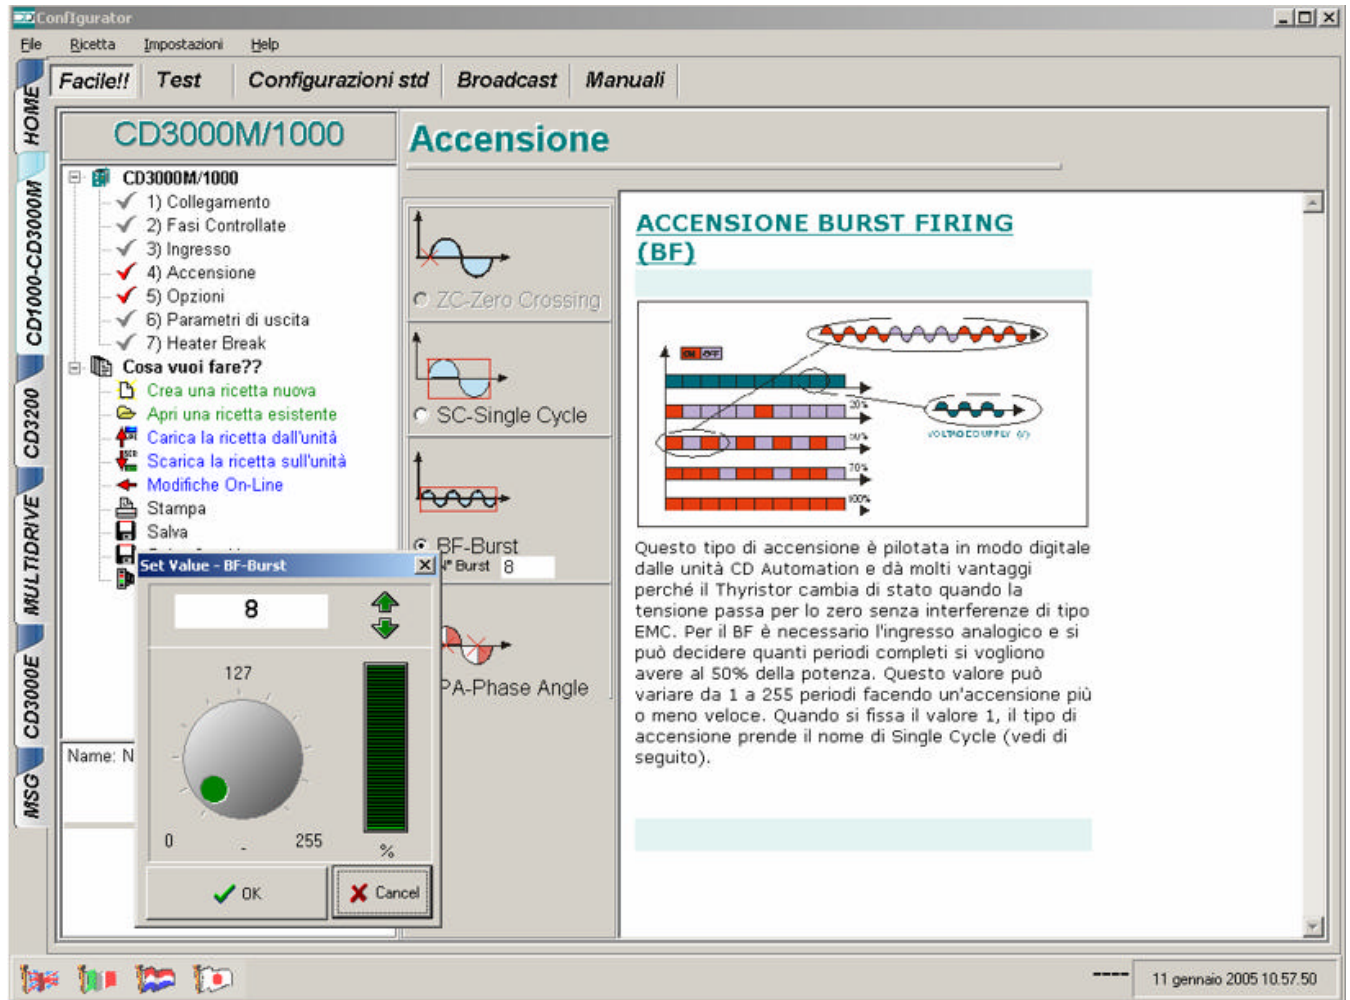 CD ConfIgurator
File Ricetta Impostazioni Help
Facile!! Test Configurazioni std Broadcast Manuali
HOME
CD1000-CD3000M
CD3200
MULTIDRIVE
CD3000E
MSG
CD3000M/1000
CD3000M/1000
1) Collegamento
2) Fasi Controllate
3) Ingresso
4) Accensione
5) Opzioni
6) Parametri di uscita
7) Heater Break
Cosa vuoi fare??
Crea una ricetta nuova
Apri una ricetta esistente
Carica la ricetta dall'unità
Scarica la ricetta sull'unità
Modifiche On-Line
Stampa
Salva
Name: N
Accensione
ZC-Zero Crossing
SC-Single Cycle
BF-Burst
N° Burst 8
PA-Phase Angle
Set Value - BF-Burst
8
127
0 - 255
%
OK
Cancel
ACCENSIONE BURST FIRING
(BF)
ON OFF
20%
50%
70%
100%
VOLTAGE SUPPLY (V)
Questo tipo di accensione è pilotata in modo digitale
dalle unità CD Automation e dà molti vantaggi
perché il Thyristor cambia di stato quando la
tensione passa per lo zero senza interferenze di tipo
EMC. Per il BF è necessario l'ingresso analogico e si
può decidere quanti periodi completi si vogliono
avere al 50% della potenza. Questo valore può
variare da 1 a 255 periodi facendo un'accensione più
o meno veloce. Quando si fissa il valore 1, il tipo di
accensione prende il nome di Single Cycle (vedi di
seguito).
---- 11 gennaio 2005 10.57.50